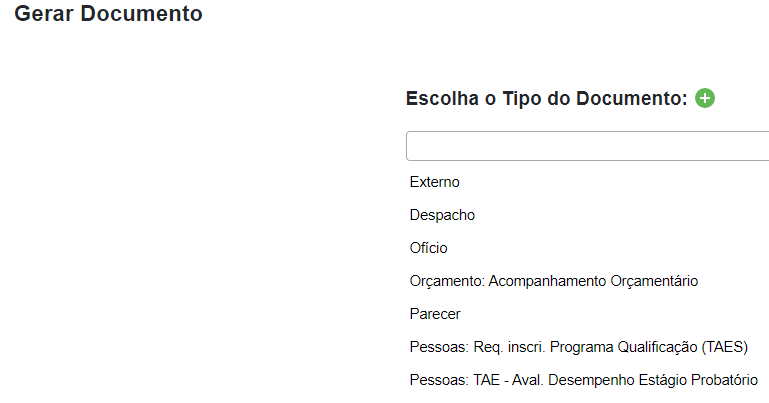 Gerar Documento
Escolha o Tipo do Documento:
Externo
Despacho
Ofício
Orçamento: Acompanhamento Orçamentário
Parecer
Pessoas: Req. inscri. Programa Qualificação (TAES)
Pessoas: TAE - Aval. Desempenho Estágio Probatório